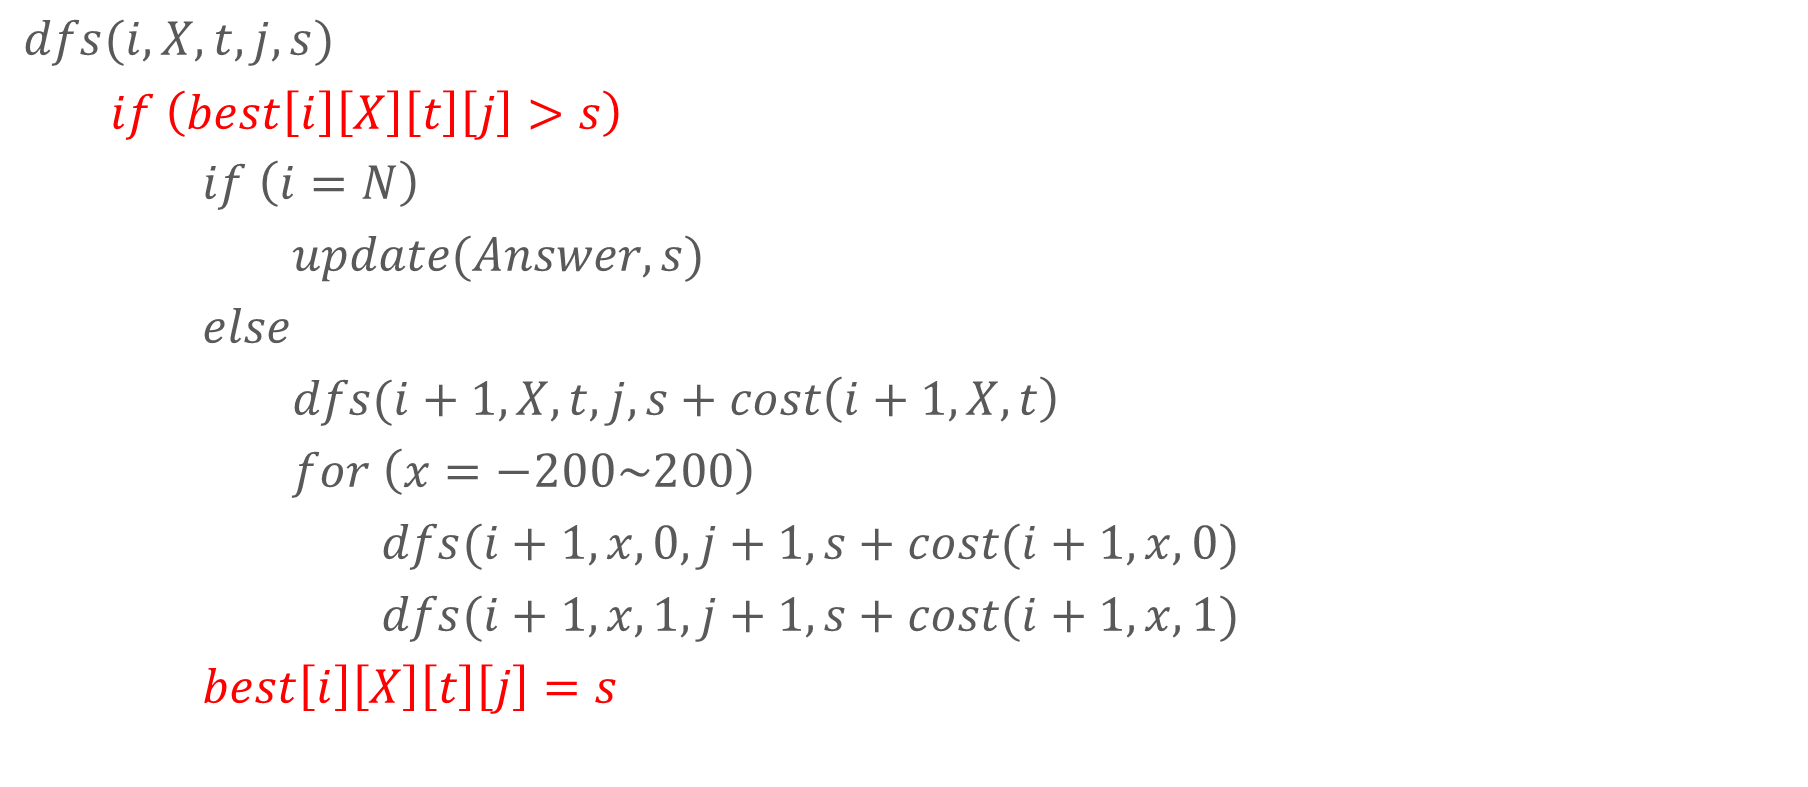 dfs(i, X, t, j, s)
if (best[i][X][t][j] > s)
if (i = N)
update(Answer, s)
else
dfs(i + 1, X, t, j, s + cost(i + 1, X, t)
for (x = −200~200)
dfs(i + 1, x, 0, j + 1, s + cost(i + 1, x, 0)
dfs(i + 1, x, 1, j + 1, s + cost(i + 1, x, 1)
best[i][X][t][j] = s